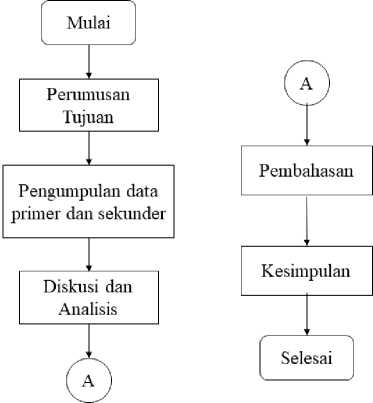 Mulai
Perumusan
Tujuan
Pengumpulan data
primer dan sekunder
Diskusi dan
Analisis
A
A
Pembahasan
Kesimpulan
Selesai